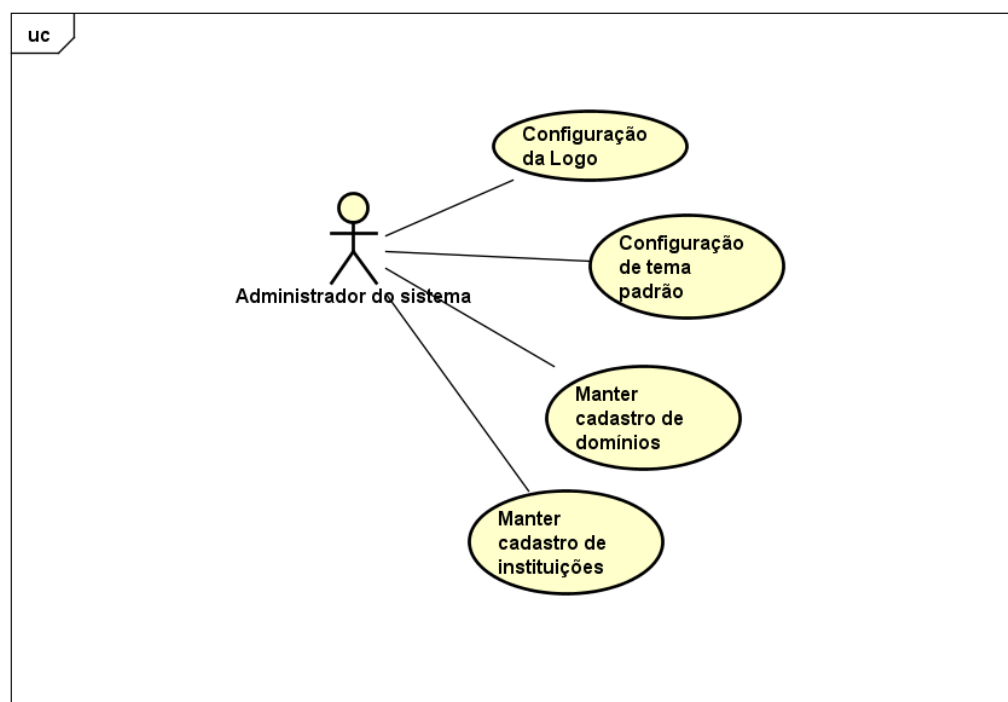 uc
Configuração
da Logo
Configuração
de tema
padrão
Administrador do sistema
Manter
cadastro de
domínios
Manter
cadastro de
instituições